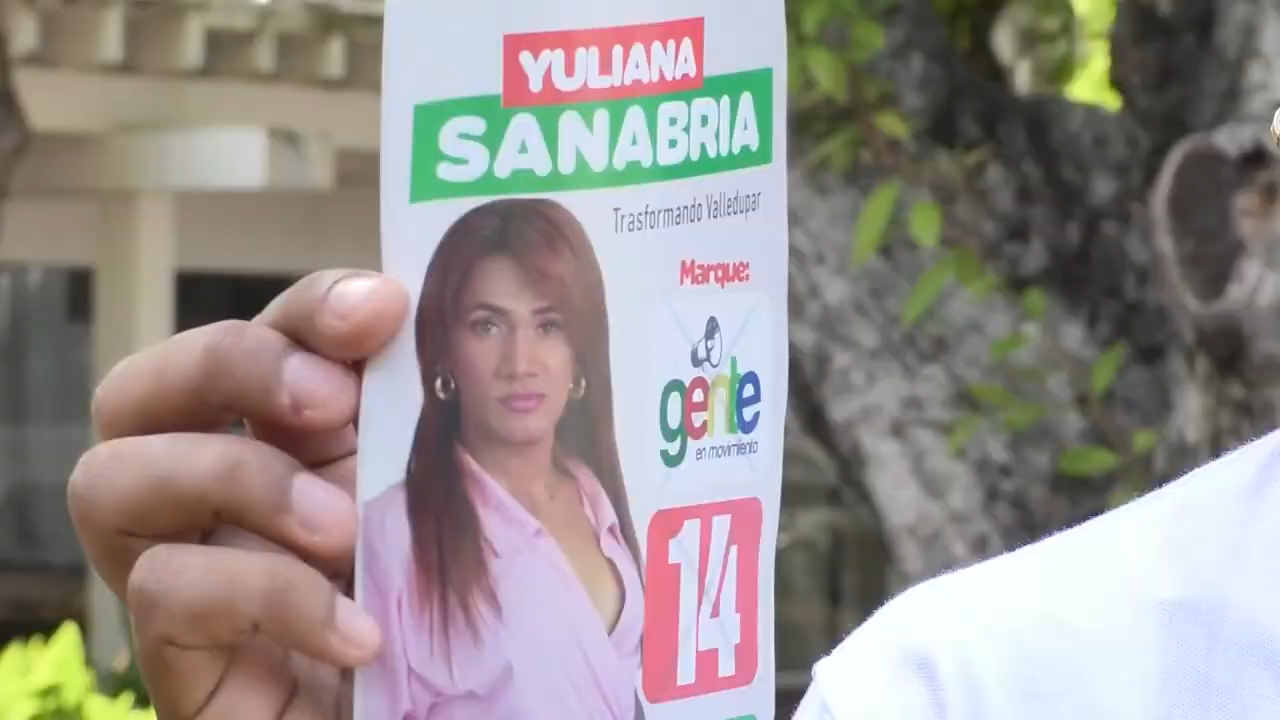 YULIANA
SANABRIA
Trasformando Valledupar
Marque:
gente
en movimiento
14